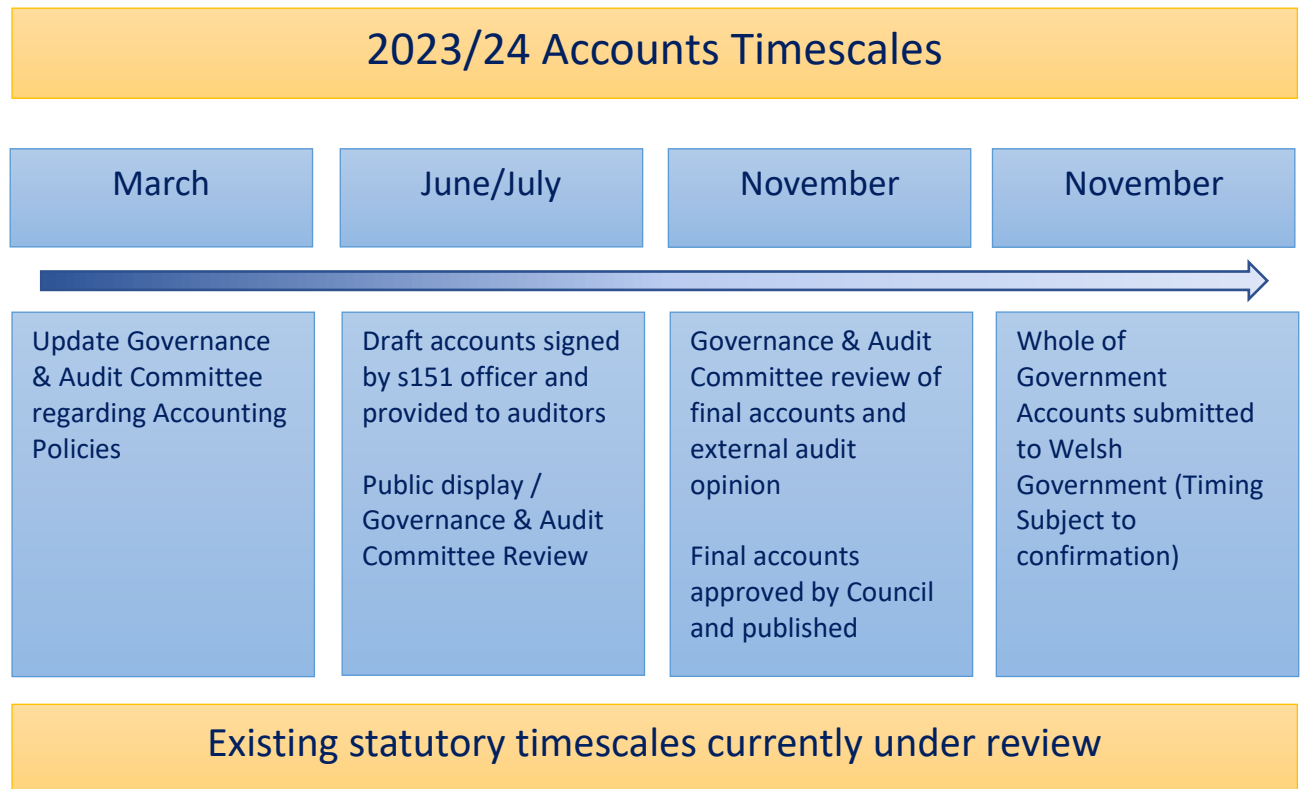 2023/24 Accounts Timescales
March
June/July
November
November
Update Governance
& Audit Committee
regarding Accounting
Policies
Draft accounts signed
by s151 officer and
provided to auditors
Public display /
Governance & Audit
Committee Review
Governance & Audit
Committee review of
final accounts and
external audit
opinion
Final accounts
approved by Council
and published
Whole of
Government
Accounts submitted
to Welsh
Government (Timing
Subject to
confirmation)
Existing statutory timescales currently under review